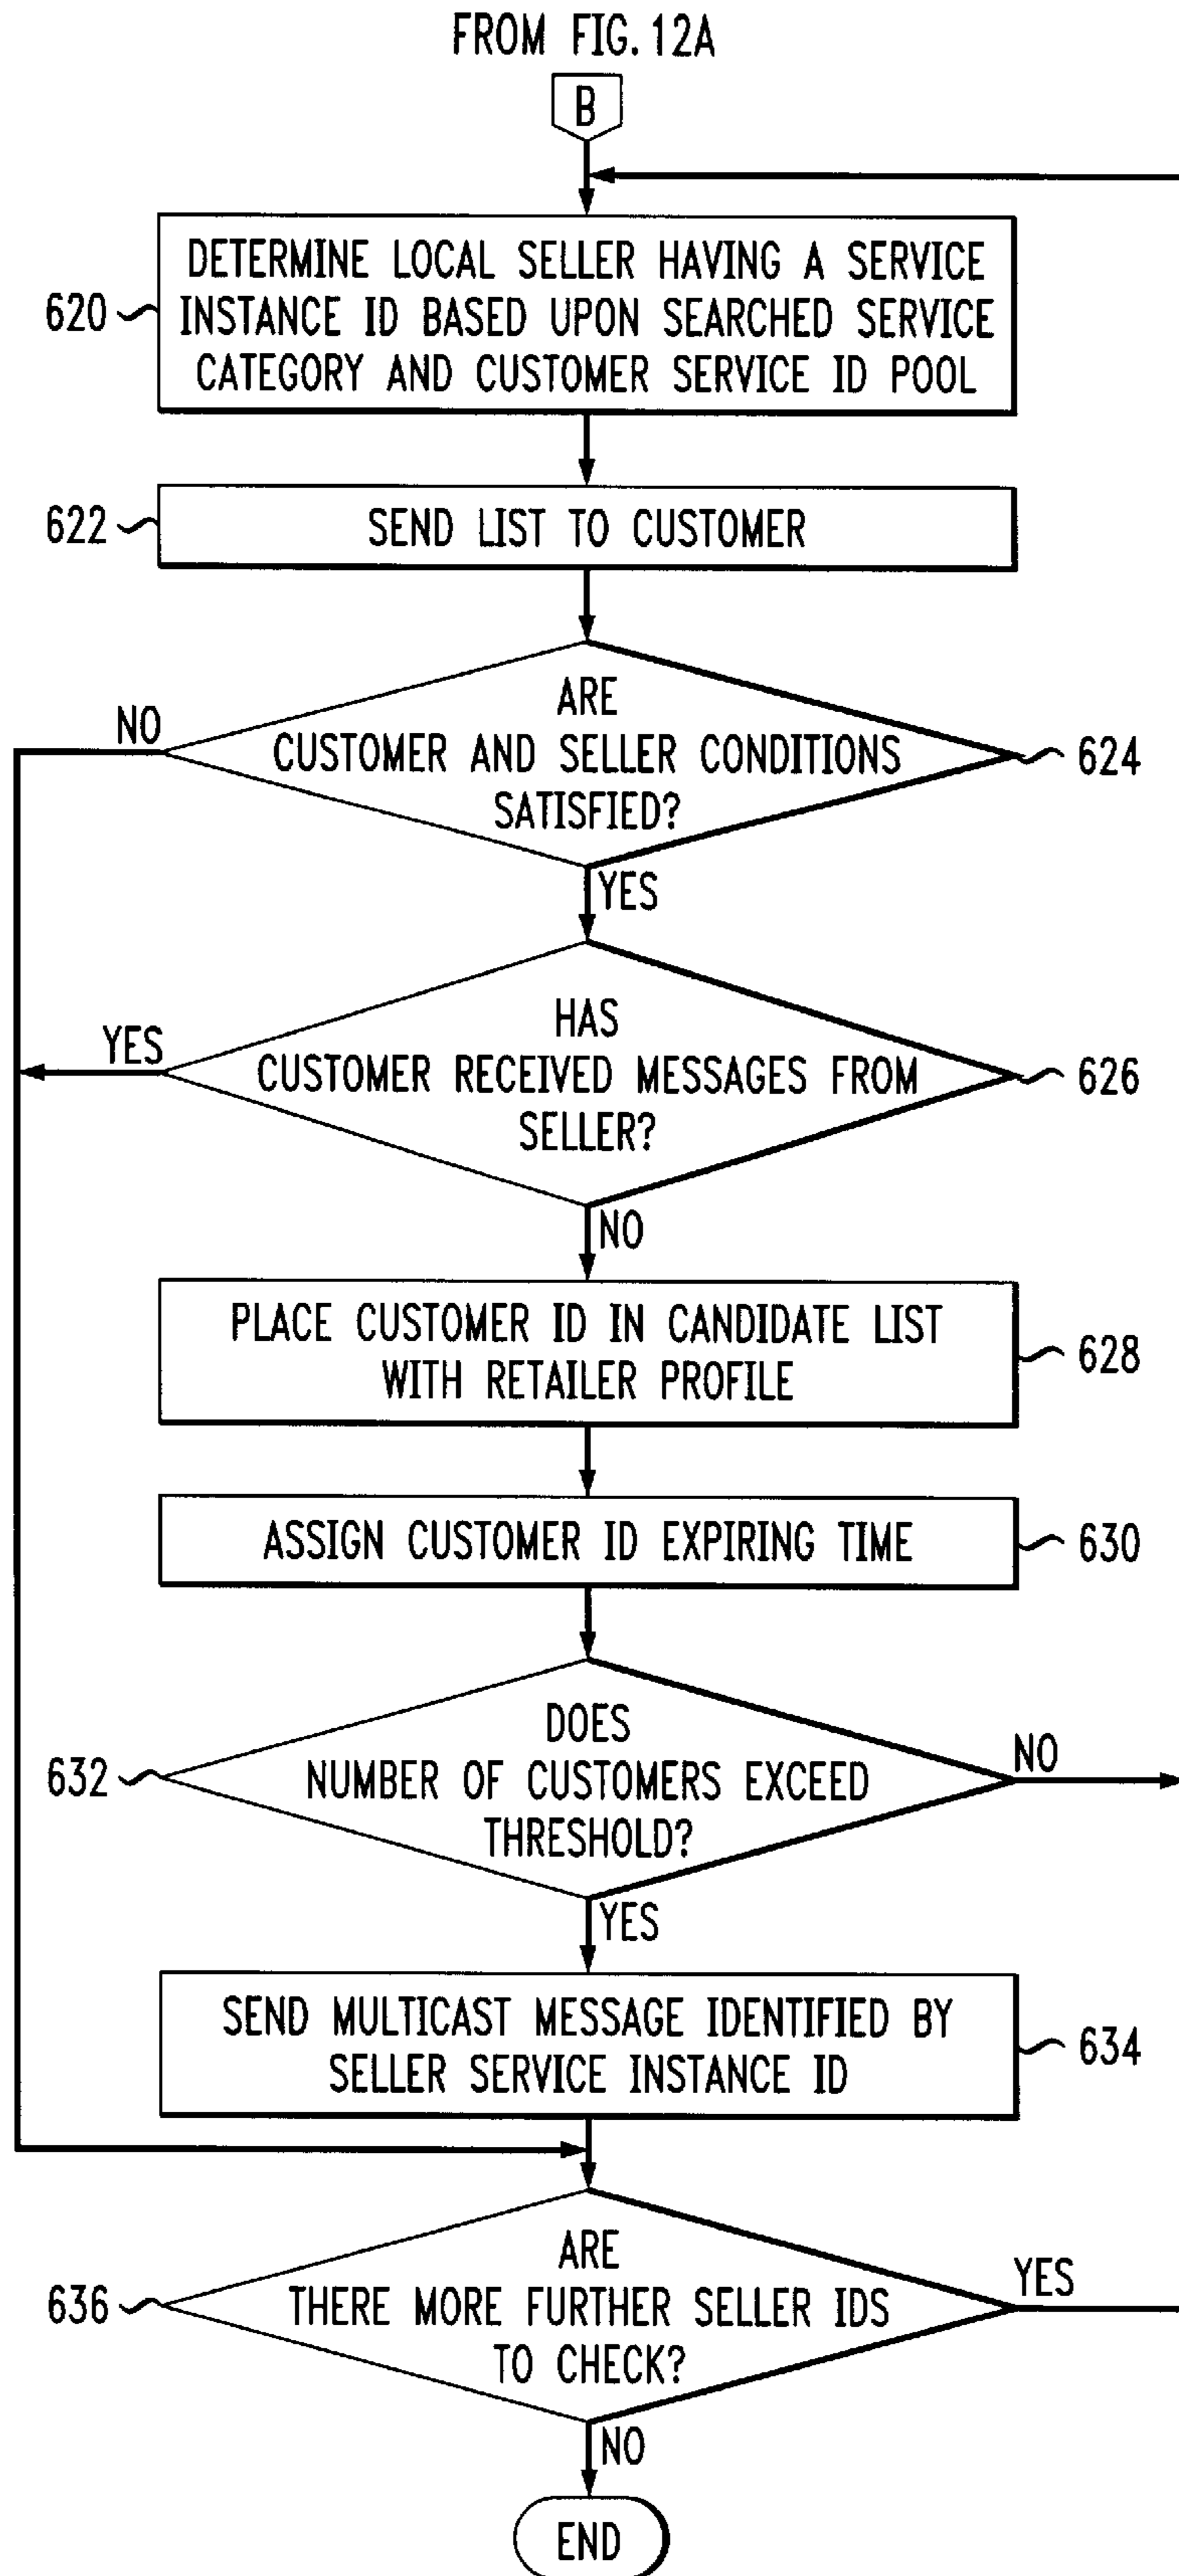 FROM FIG. 12A
B
DETERMINE LOCAL SELLER HAVING A SERVICE
620
INSTANCE ID BASED UPON SEARCHED SERVICE
CATEGORY AND CUSTOMER SERVICE ID POOL
622
SEND LIST TO CUSTOMER
ARE
NO
CUSTOMER AND SELLER CONDITIONS
624
SATISFIED?
YES
HAS
YES
CUSTOMER RECEIVED MESSAGES FROM
626
SELLER?
NO
PLACE CUSTOMER ID IN CANDIDATE LIST
WITH RETAILER PROFILE
628
ASSIGN CUSTOMER ID EXPIRING TIME
630
DOES
NO
632
NUMBER OF CUSTOMERS EXCEED
THRESHOLD?
YES
SEND MULTICAST MESSAGE IDENTIFIED BY
SELLER SERVICE INSTANCE ID
634
ARE
YES
636
THERE MORE FURTHER SELLER IDS
TO CHECK?
NO
END